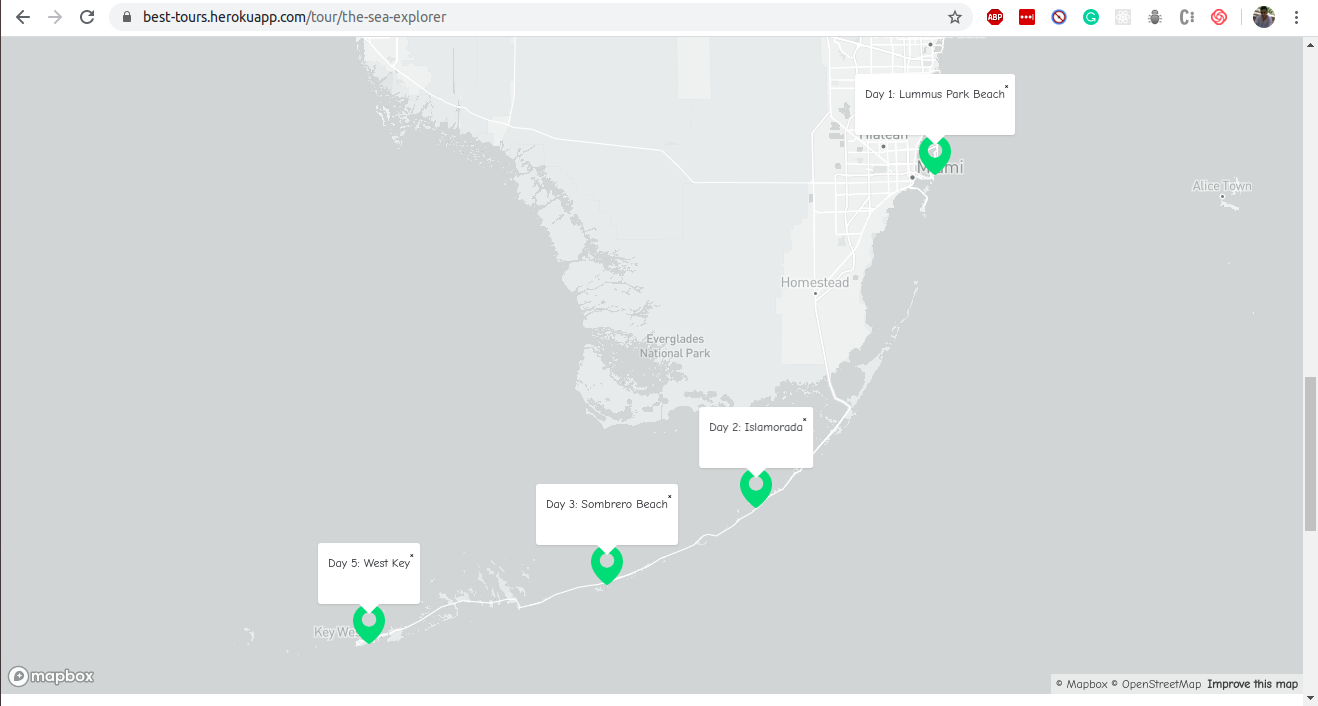 best-tours.herokuapp.com/tour/the-sea-explorer
ABP
Day 1: Lummus Park Beach
×
Hialeah
Miami
Alice Town
Homestead
Everglades
National Park
Day 2: Islamorada
×
Day 3: Sombrero Beach
×
Day 5: West Key
×
Key West
mapbox
© Mapbox © OpenStreetMap Improve this map